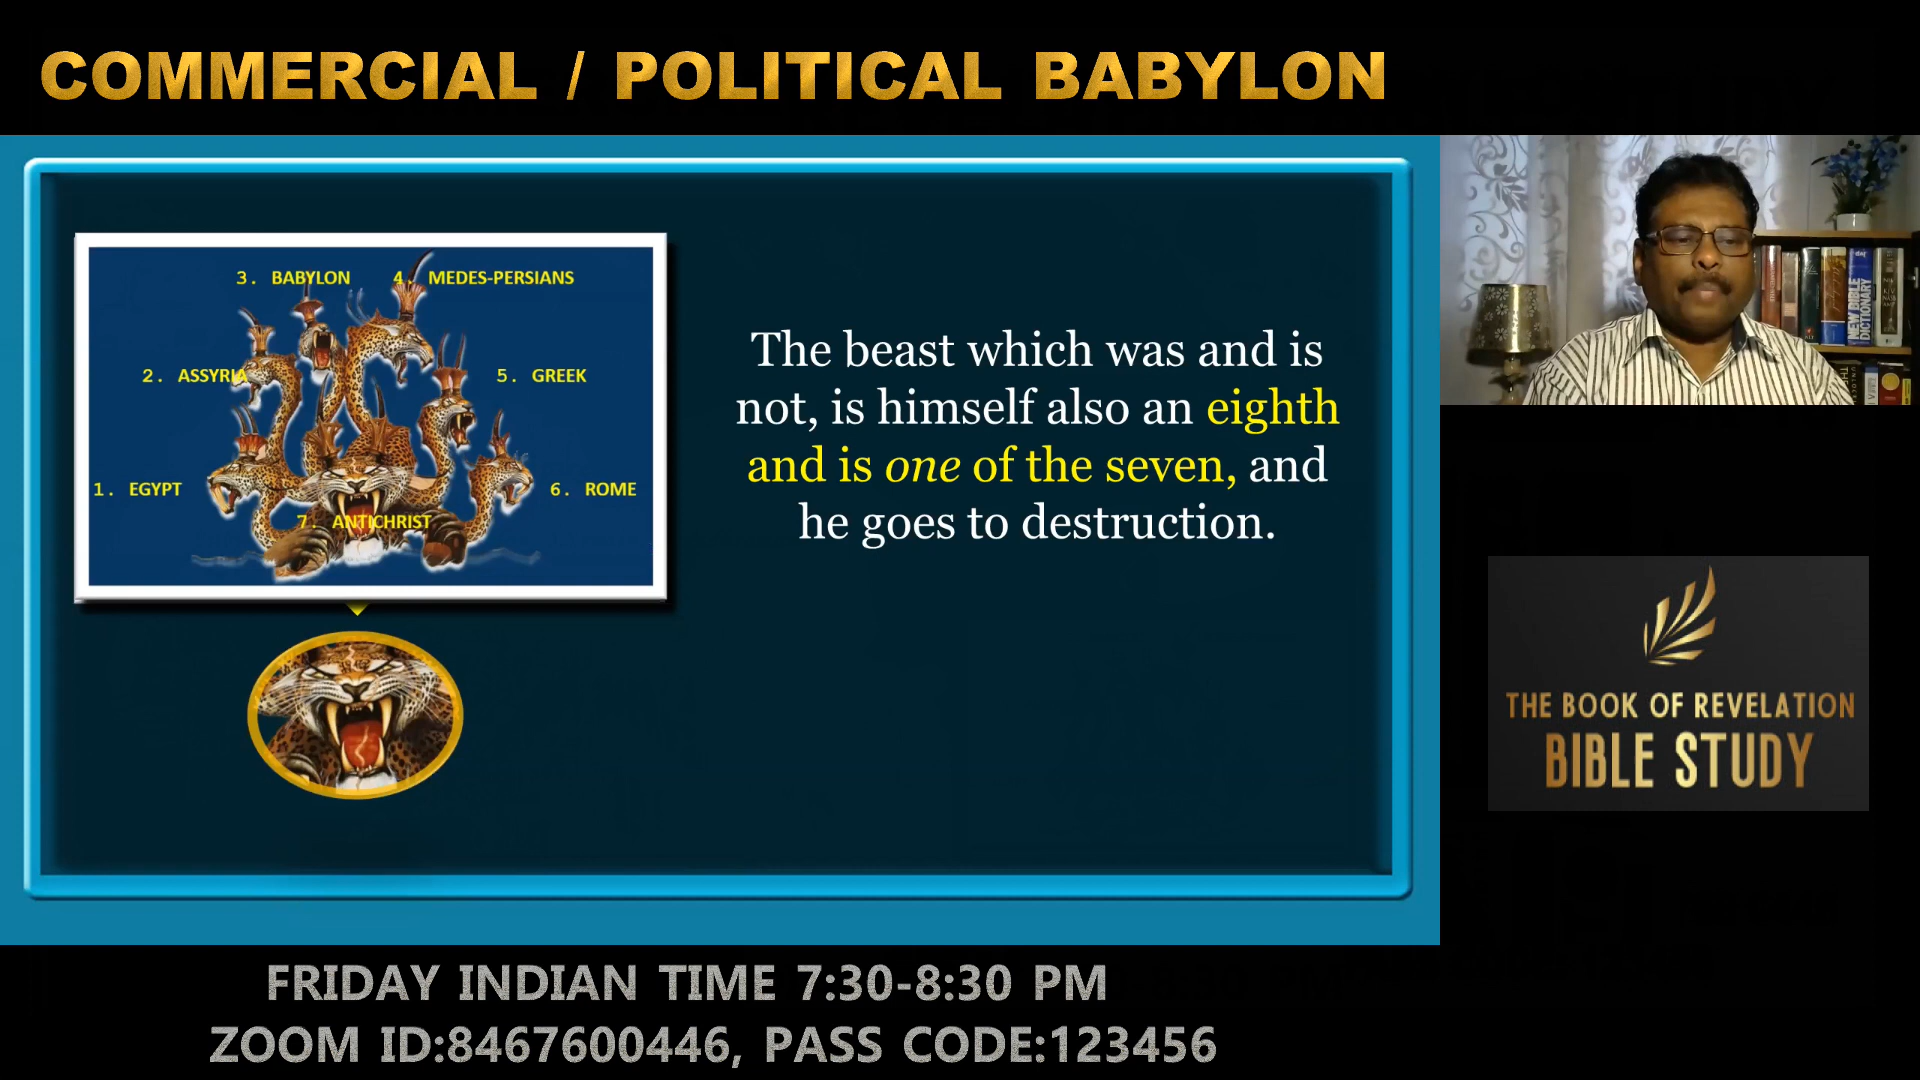 COMMERCIAL / POLITICAL BABYLON
3. BABYLON
4. MEDES-PERSIANS
2. ASSYRIA
5. GREEK
1. EGYPT
6. ROME
7. ANTICHRIST
The beast which was and is
not, is himself also an eighth
and is one of the seven, and
he goes to destruction.
NEW BIBLE
DICTIONARY
THE BOOK OF REVELATION
BIBLE STUDY
FRIDAY INDIAN TIME 7:30-8:30 PM
ZOOM ID:8467600446, PASS CODE:123456